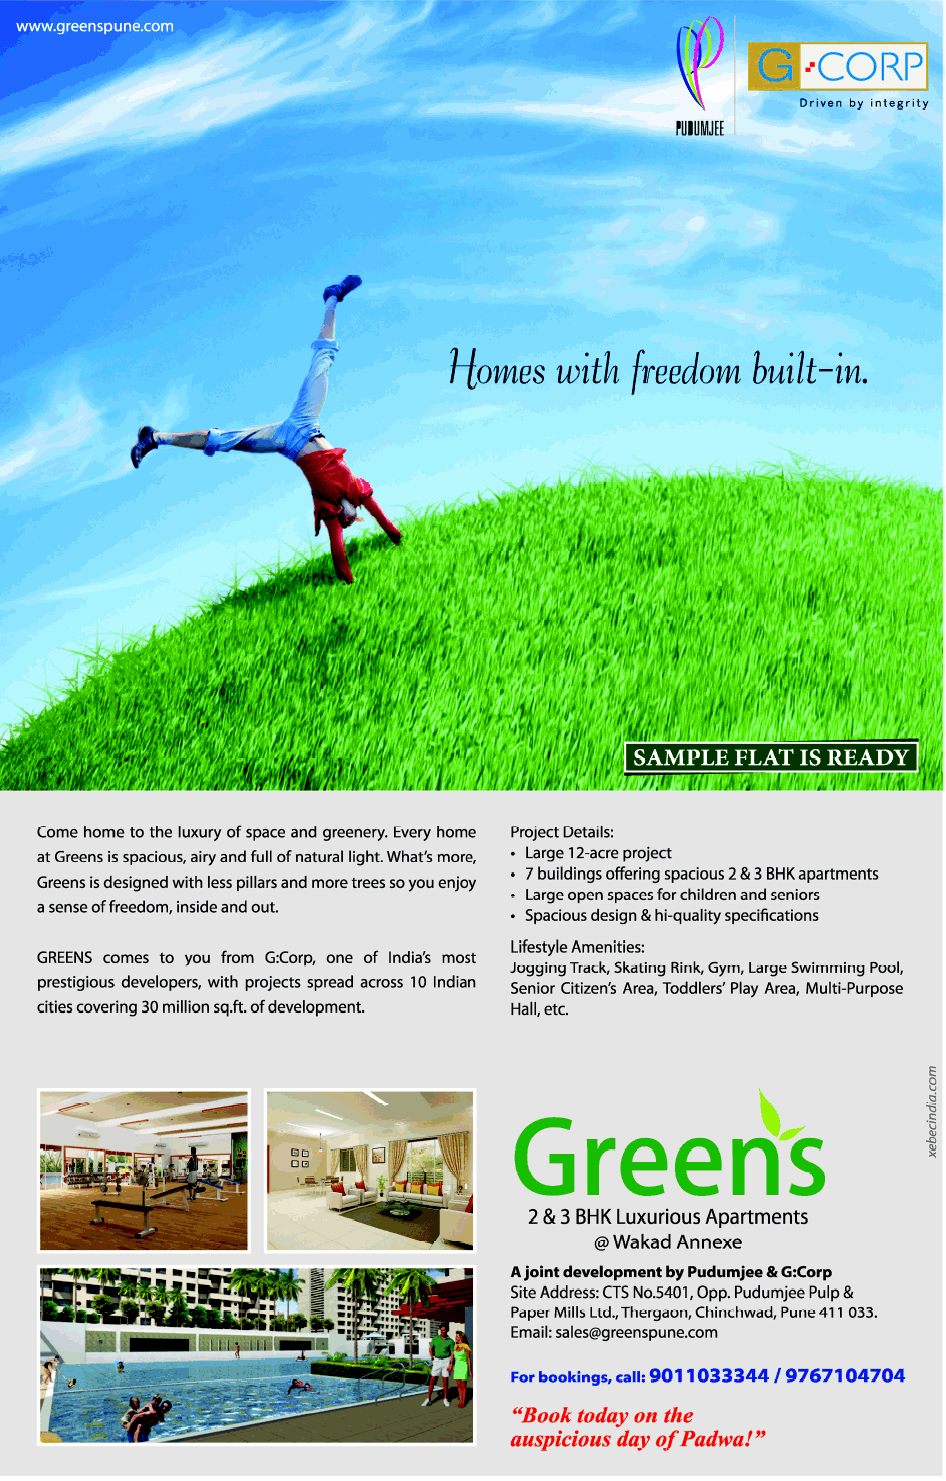 www.greenspune.com
PUDUMJEE
G:CORP
Driven by integrity
Homes with freedom built-in.
SAMPLE FLAT IS READY
Come home to the luxury of space and greenery. Every home
at Greens is spacious, airy and full of natural light. What's more,
Greens is designed with less pillars and more trees so you enjoy
a sense of freedom, inside and out.
GREENS comes to you from G:Corp, one of India's most
prestigious developers, with projects spread across 10 Indian
cities covering 30 million sq.ft. of development.
Project Details:
• Large 12-acre project
• 7 buildings offering spacious 2 & 3 BHK apartments
• Large open spaces for children and seniors
• Spacious design & hi-quality specifications
Lifestyle Amenities:
Jogging Track, Skating Rink, Gym, Large Swimming Pool,
Senior Citizen's Area, Toddlers' Play Area, Multi-Purpose
Hall, etc.
xebecindia.com
Greens
2 & 3 BHK Luxurious Apartments
@ Wakad Annexe
A joint development by Pudumjee & G:Corp
Site Address: CTS No.5401, Opp. Pudumjee Pulp &
Paper Mills Ltd., Thergaon, Chinchwad, Pune 411 033.
Email: sales@greenspune.com
For bookings, call: 9011033344 / 9767104704
“Book today on the
auspicious day of Padwa!”